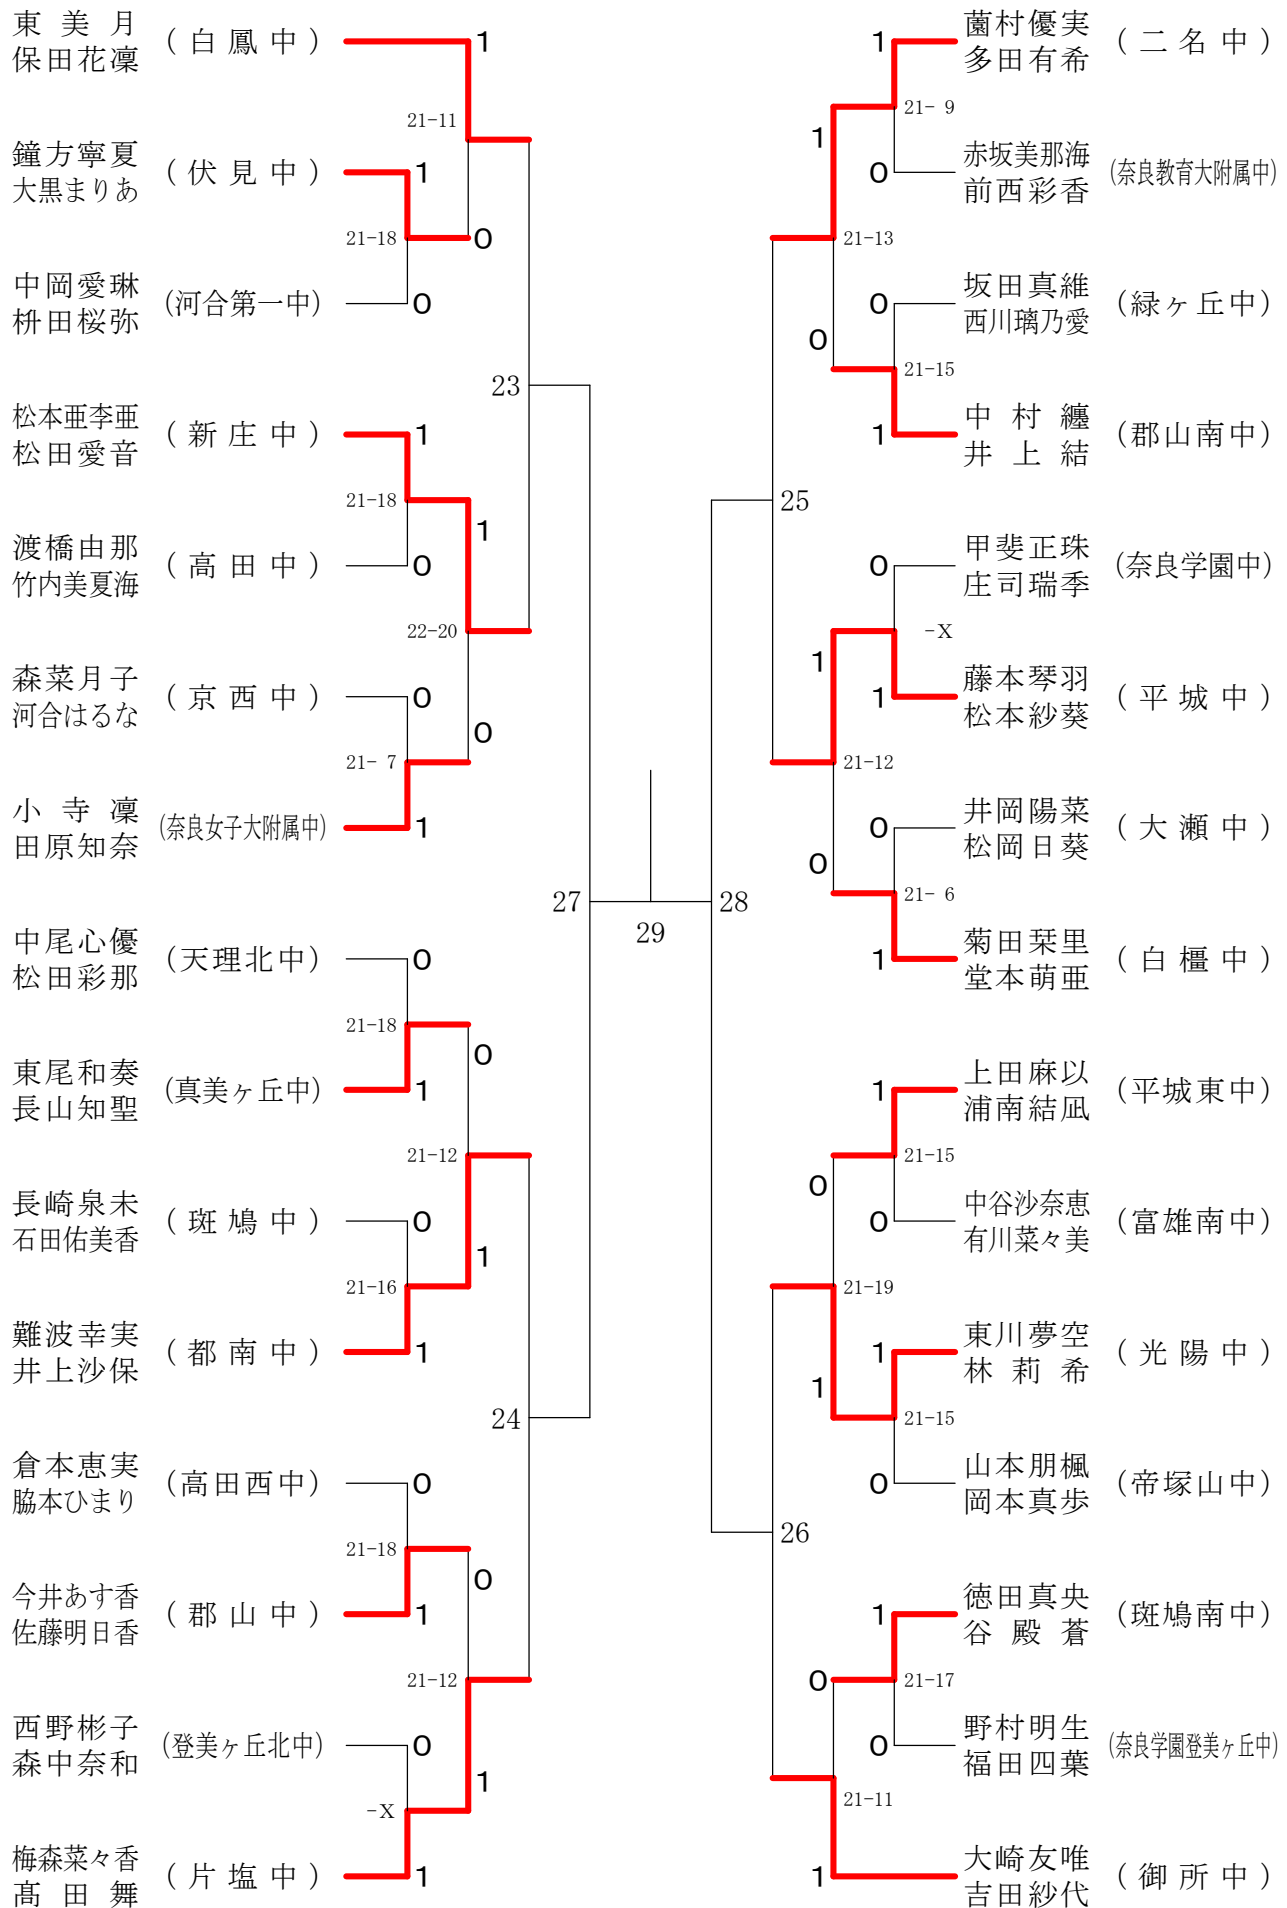 東美月
保田花凛
(白鳳中)
1
21-11
鐘方寧夏
大黒まりあ
(伏見中)
1
21-18
0
中岡愛琳
枡田桜弥
(河合第一中)
0
23
松本亜李亜
松田愛音
(新庄中)
1
21-18
1
渡橋由那
竹内美夏海
(高田中)
0
22-20
森菜月子
河合はるな
(京西中)
0
0
21- 7
小寺凛
田原知奈
(奈良女子大附属中)
1
27
29
28
中尾心優
松田彩那
(天理北中)
0
21-18
0
東尾和奏
長山知聖
(真美ヶ丘中)
1
21-12
長崎泉未
石田佑美香
(斑鳩中)
0
1
21-16
難波幸実
井上沙保
(都南中)
1
24
倉本恵実
脇本ひまり
(高田西中)
0
21-18
0
今井あす香
佐藤明日香
(郡山中)
1
21-12
西野彬子
森中奈和
(登美ヶ丘北中)
0
1
-X
梅森菜々香
髙田舞
(片塩中)
1
薗村優実
多田有希
(二名中)
1
21- 9
1
赤坂美那海
前西彩香
(奈良教育大附属中)
0
21-13
坂田真維
西川璃乃愛
(緑ヶ丘中)
0
0
21-15
中村纏
井上結
(郡山南中)
1
25
甲斐正珠
庄司瑞季
(奈良学園中)
0
-X
1
藤本琴羽
松本紗葵
(平城中)
1
21-12
井岡陽菜
松岡日葵
(大瀬中)
0
0
21- 6
菊田栞里
堂本萌亜
(白橿中)
1
上田麻以
浦南結凪
(平城東中)
1
21-15
0
中谷沙奈恵
有川菜々美
(富雄南中)
0
21-19
東川夢空
林莉希
(光陽中)
1
1
21-15
山本朋楓
岡本真歩
(帝塚山中)
0
26
徳田真央
谷殿蒼
(斑鳩南中)
1
0
21-17
野村明生
福田四葉
(奈良学園登美ヶ丘中)
0
21-11
大崎友唯
吉田紗代
(御所中)
1